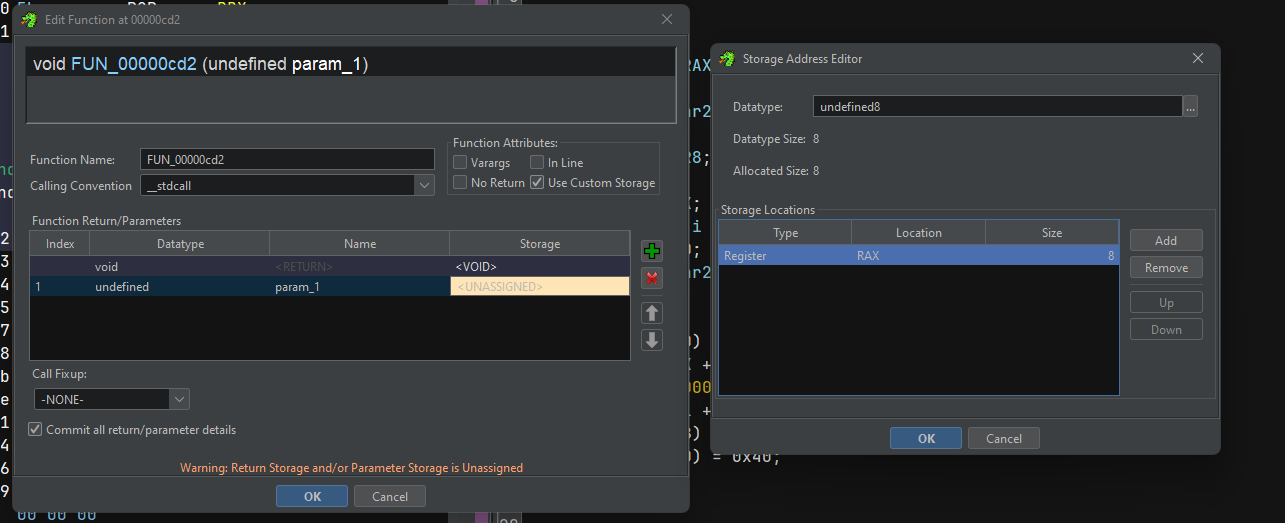 Edit Function at 00000cd2
void FUN_00000cd2 (undefined param_1)
Function Name: FUN_00000cd2
Calling Convention __stdcall
Function Attributes:
Varargs In Line
No Return Use Custom Storage
Function Return/Parameters
Index Datatype Name Storage
void <RETURN> <VOID>
1 undefined param_1 <UNASSIGNED>
Call Fixup:
-NONE-
Commit all return/parameter details
Warning: Return Storage and/or Parameter Storage is Unassigned
OK Cancel
00 00 00
Storage Address Editor
Datatype: undefined8 ...
Datatype Size: 8
Allocated Size: 8
Storage Locations
Type Location Size
Register RAX 8
Add
Remove
Up
Down
OK Cancel
) = 0x40;